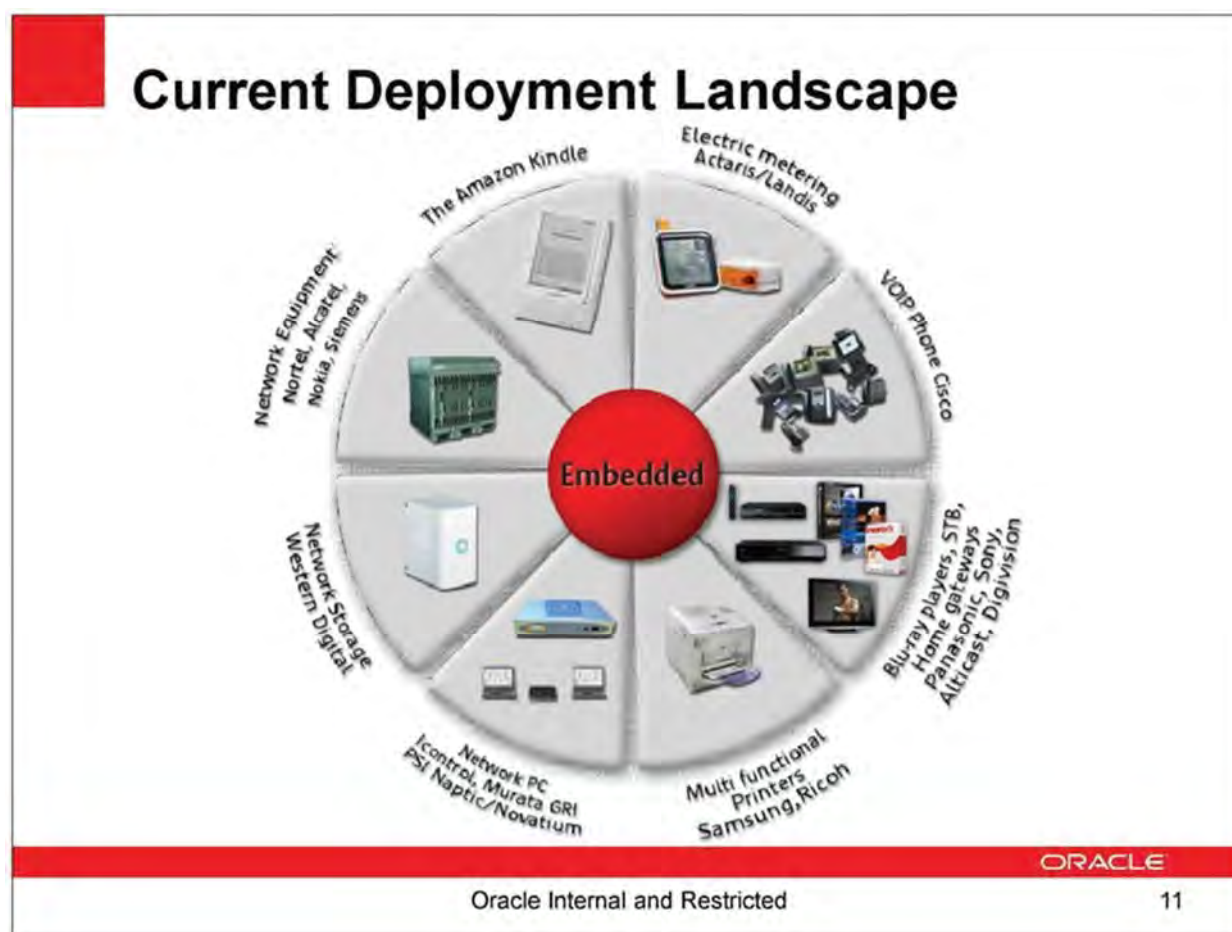 Current Deployment Landscape
The Amazon Kindle
Electric metering
Actaris/Landis
VOIP Phone Cisco
Blu-ray players, STB,
Home gateways
Panasonic, Sony,
Alticast, Digivision
Multi functional
Printers
Samsung,Ricoh
Network PC
Icontrol, Murata GRI
PSI Naptic/Novatium
Network Storage
Western Digital
Network Equipment
Nortel, Alcatel,
Nokia, Siemens
Embedded
ORACLE
Oracle Internal and Restricted
11